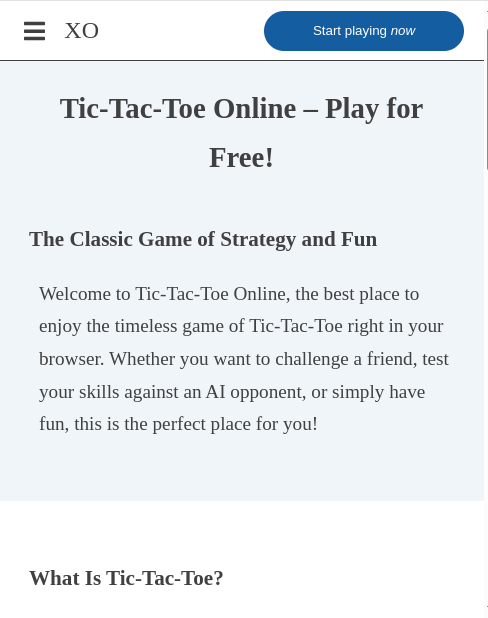 XO
Start playing now
Tic-Tac-Toe Online – Play for
Free!
The Classic Game of Strategy and Fun
Welcome to Tic-Tac-Toe Online, the best place to
enjoy the timeless game of Tic-Tac-Toe right in your
browser. Whether you want to challenge a friend, test
your skills against an AI opponent, or simply have
fun, this is the perfect place for you!
What Is Tic-Tac-Toe?